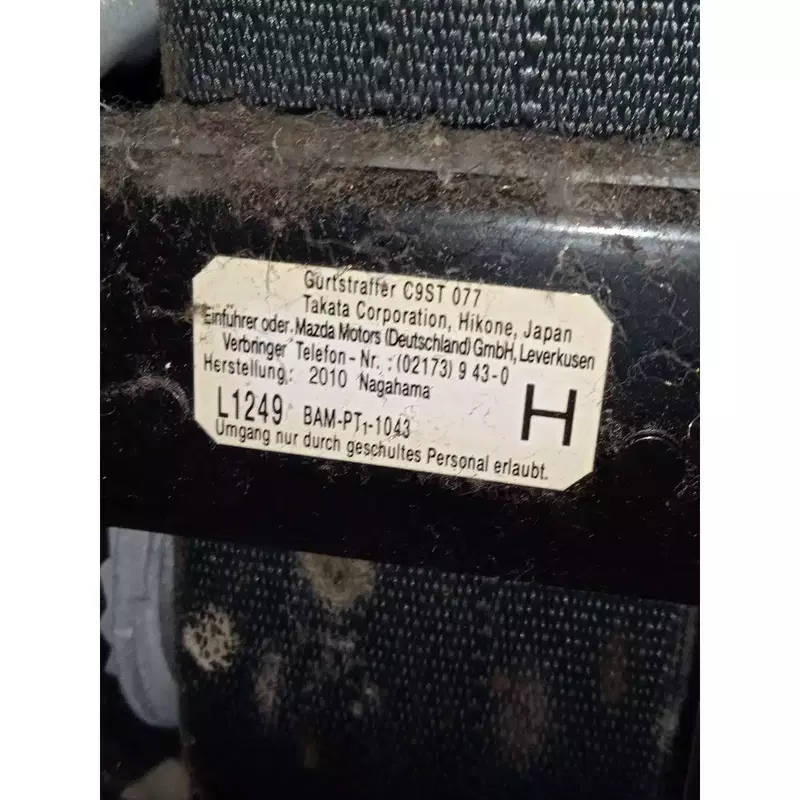 Gurtstraffer C9ST 077
Takata Corporation, Hikone, Japan
Einführer oder Mazda Motors (Deutschland) GmbH, Leverkusen
Verbringer Telefon-Nr. : (02173) 9 43-0
Herstellung: 2010 Nagahama
L1249 BAM-PT1-1043
H
Umgang nur durch geschultes Personal erlaubt.